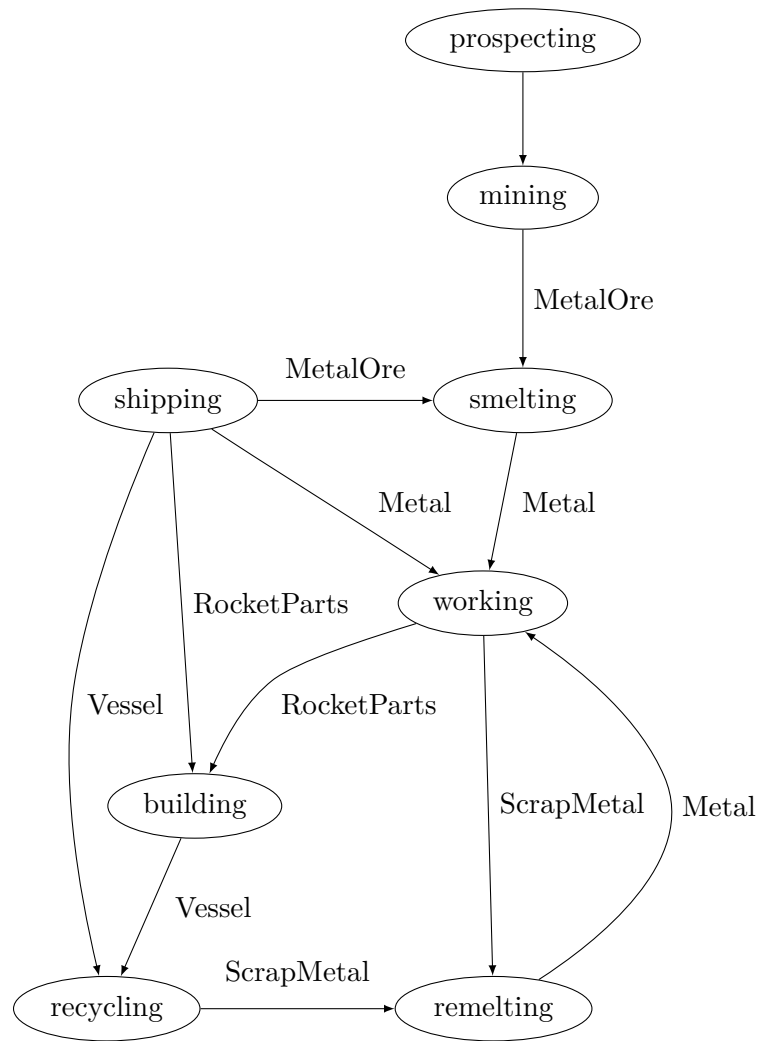 prospecting
mining
MetalOre
MetalOre
shipping
smelting
Metal
Metal
working
RocketParts
RocketParts
Vessel
building
ScrapMetal
Metal
Vessel
ScrapMetal
recycling
remelting